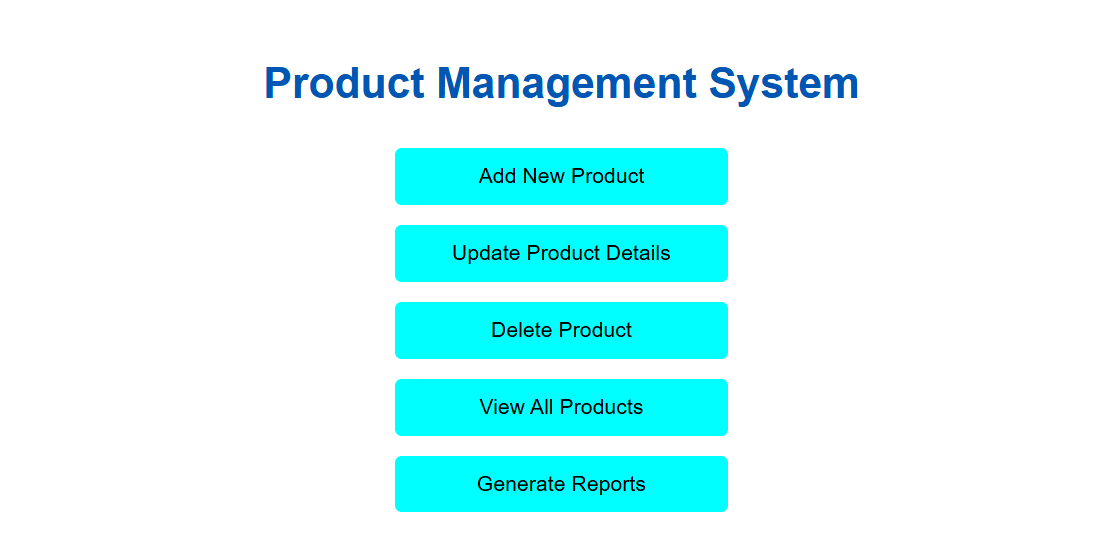 Product Management System
Add New Product
Update Product Details
Delete Product
View All Products
Generate Reports